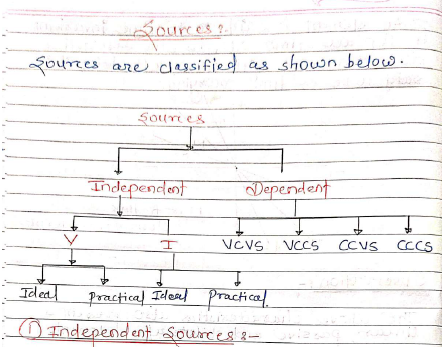 Sources :
Sources are classified as shown below.
Sources
Independent Dependent
V I VCVS VCCS CCVS CCCS
Ideal Practical Ideal Practical
① Independent Sources :-